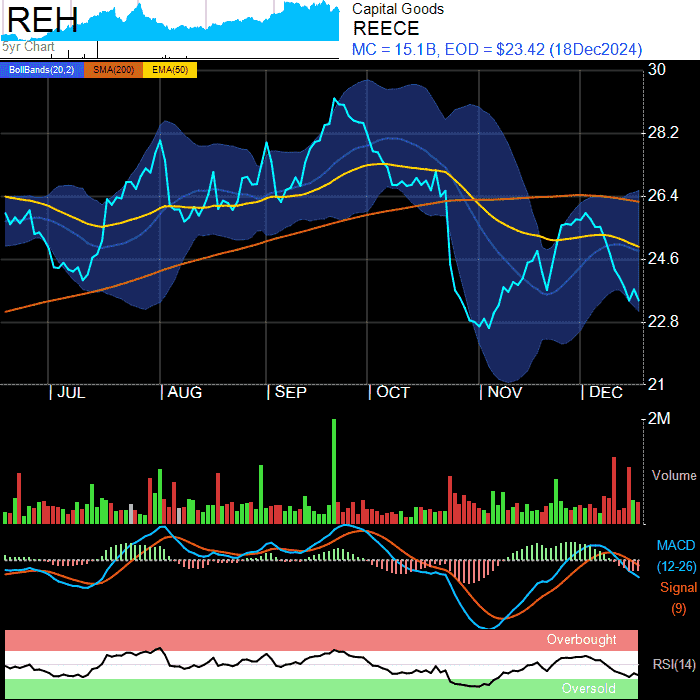 REH
5yr Chart
Capital Goods
REECE
MC = 15.1B, EOD = $23.42 (18Dec2024)
BollBands(20,2) SMA(200) EMA(50)
30
28.2
26.4
24.6
22.8
21
JUL AUG SEP OCT NOV DEC
2M
Volume
MACD
(12-26)
Signal
(9)
Overbought
RSI(14)
Oversold